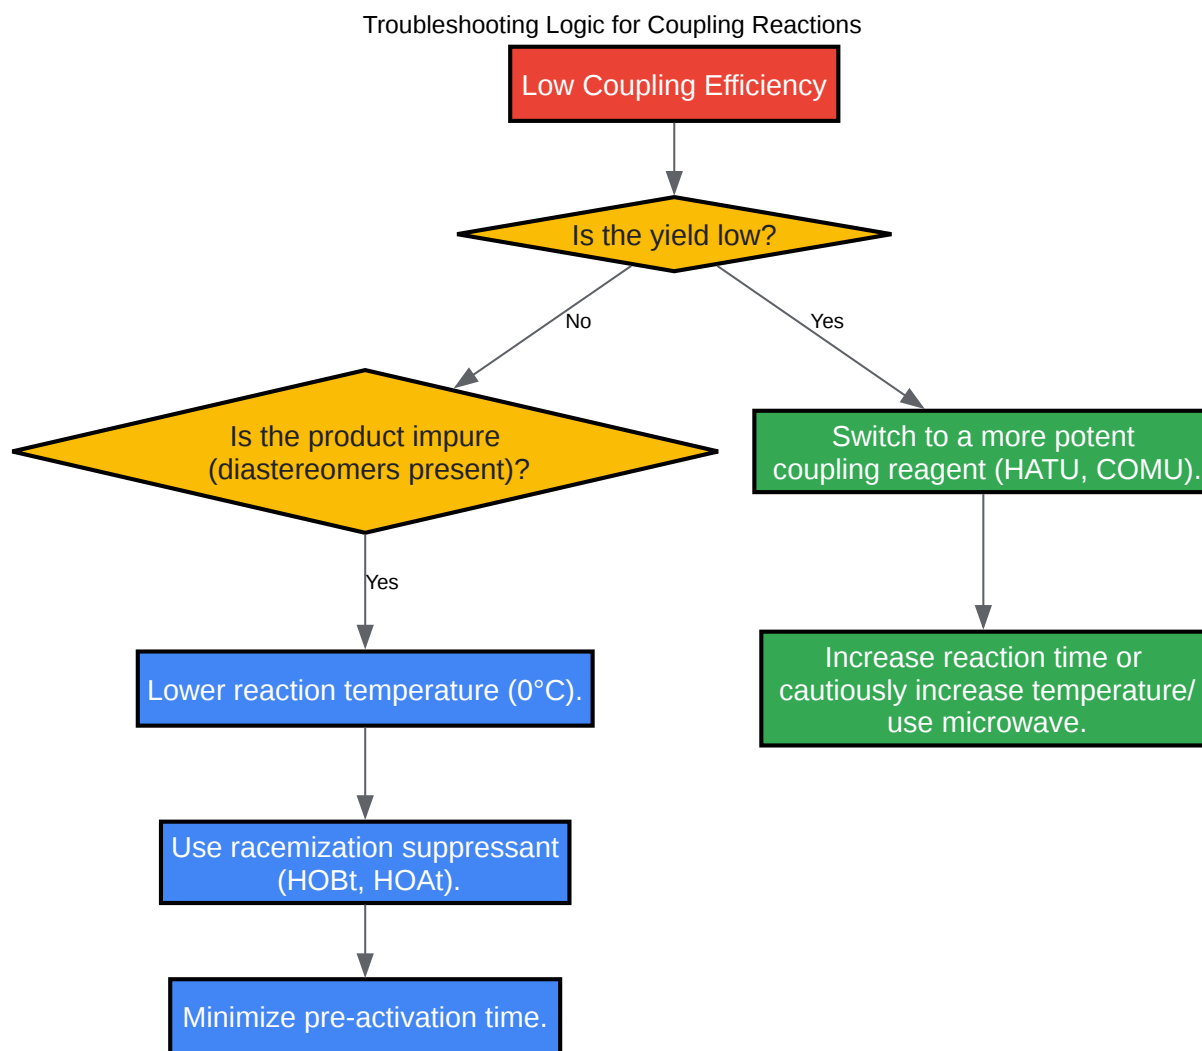 Troubleshooting Logic for Coupling Reactions
Low Coupling Efficiency
Is the yield low?
No
Yes
Is the product impure
(diastereomers present)?
Switch to a more potent
coupling reagent (HATU, COMU).
Yes
Lower reaction temperature (0°C).
Increase reaction time or
cautiously increase temperature/
use microwave.
Use racemization suppressant
(HOBt, HOAt).
Minimize pre-activation time.